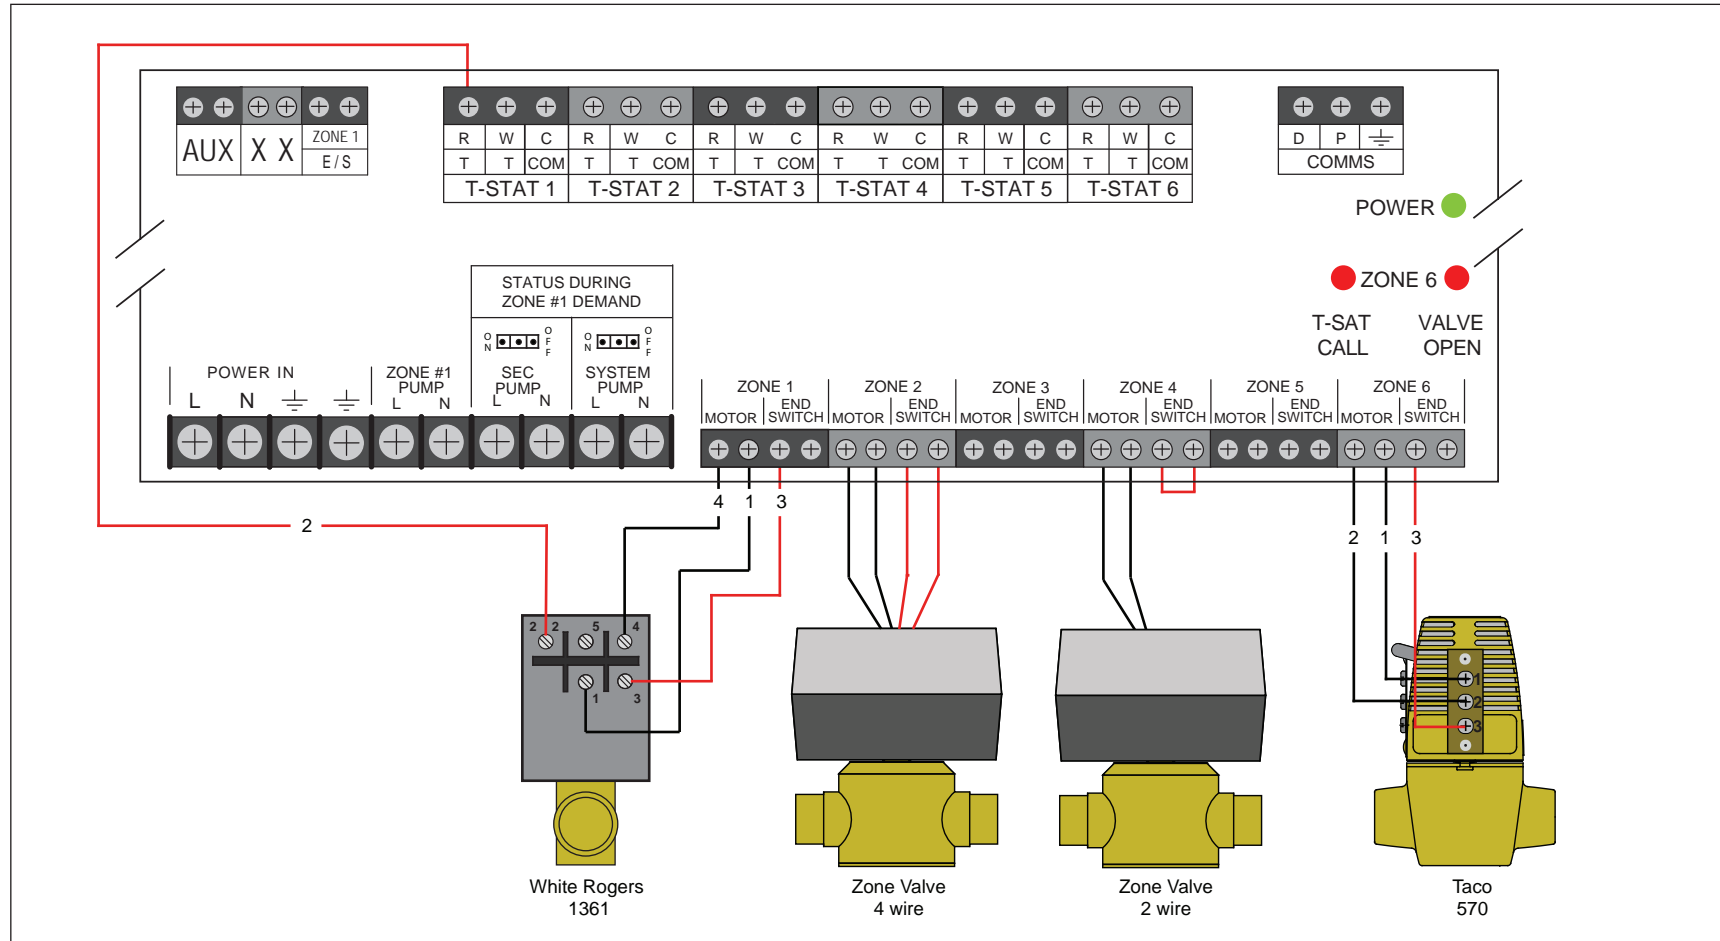 AUX X X ZONE 1
E / S
R W C R W C R W C R W C R W C R W C
T T COM T T COM T T COM T T COM T T COM T T COM
T-STAT 1 T-STAT 2 T-STAT 3 T-STAT 4 T-STAT 5 T-STAT 6
D P
COMMS
POWER
ZONE 6
T-SAT VALVE
CALL OPEN
STATUS DURING
ZONE #1 DEMAND
ON OFF ON OFF
POWER IN
L N
ZONE #1
PUMP
L N
SEC
PUMP
L N
SYSTEM
PUMP
L N
ZONE 1
MOTOR END
SWITCH
ZONE 2
MOTOR END
SWITCH
ZONE 3
MOTOR END
SWITCH
ZONE 4
MOTOR END
SWITCH
ZONE 5
MOTOR END
SWITCH
ZONE 6
MOTOR END
SWITCH
4 1 3
2
2 1 3
2 2 5 4
1 3
1
2
3
White Rogers
1361
Zone Valve
4 wire
Zone Valve
2 wire
Taco
570